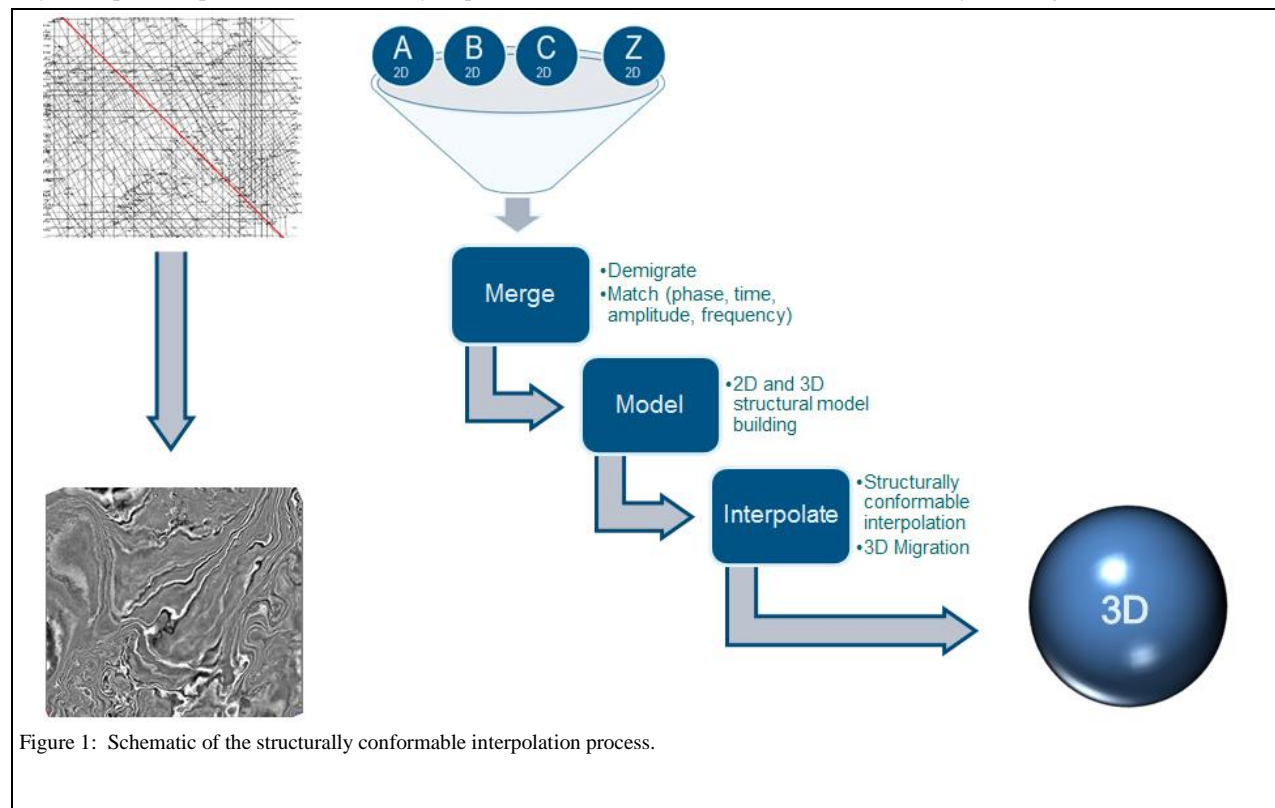 A
2D
B
2D
C
2D
Z
2D
Merge
•Demigrate
•Match (phase, time,
amplitude, frequency)
Model
•2D and 3D
structural model
building
Interpolate
•Structurally
conformable
interpolation
•3D Migration
3D
Figure 1:  Schematic of the structurally conformable interpolation process.